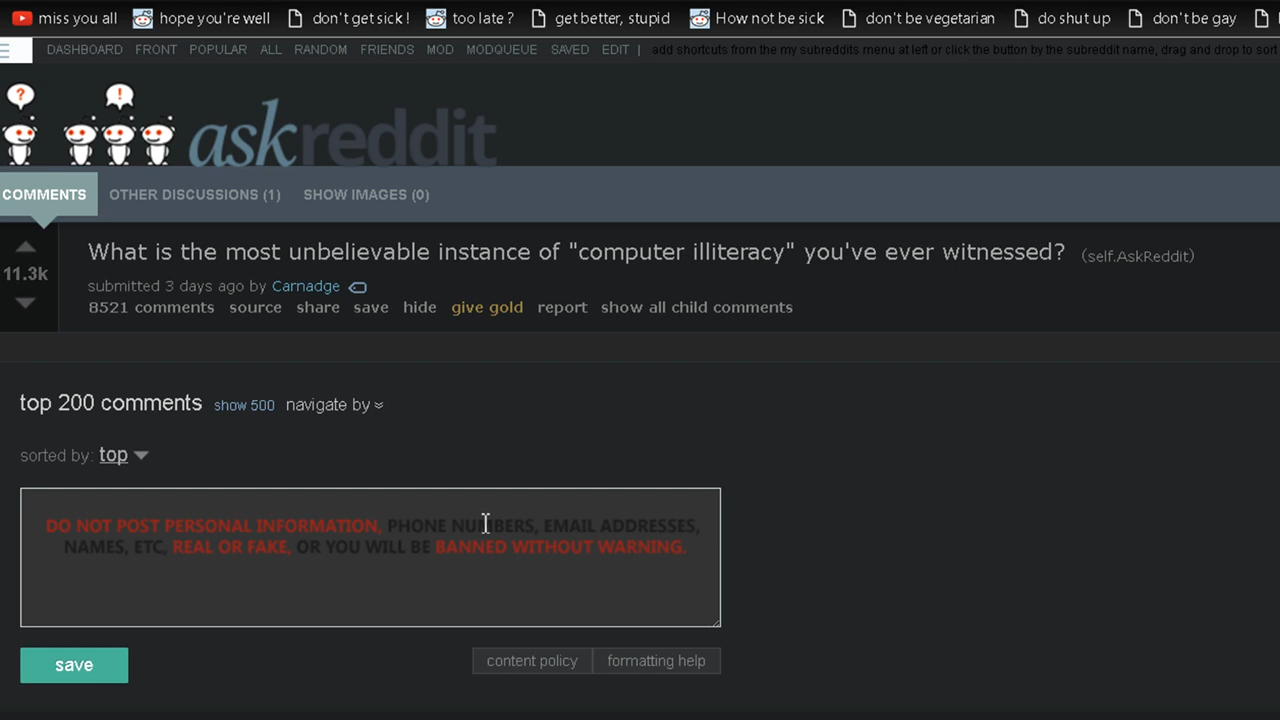 miss you all hope you're well don't get sick ! too late ? get better, stupid How not be sick don't be vegetarian do shut up don't be gay
DASHBOARD FRONT POPULAR ALL RANDOM FRIENDS MOD MODQUEUE SAVED EDIT | add shortcuts from the my subreddits menu at left or click the button by the subreddit name, drag and drop to sort
? !
askreddit
COMMENTS OTHER DISCUSSIONS (1) SHOW IMAGES (0)
What is the most unbelievable instance of "computer illiteracy" you've ever witnessed? (self.AskReddit)
11.3k
submitted 3 days ago by Carnadge
8521 comments source share save hide give gold report show all child comments
top 200 comments show 500 navigate by
sorted by: top
DO NOT POST PERSONAL INFORMATION, PHONE NUMBERS, EMAIL ADDRESSES,
NAMES, ETC, REAL OR FAKE, OR YOU WILL BE BANNED WITHOUT WARNING.
save content policy formatting help